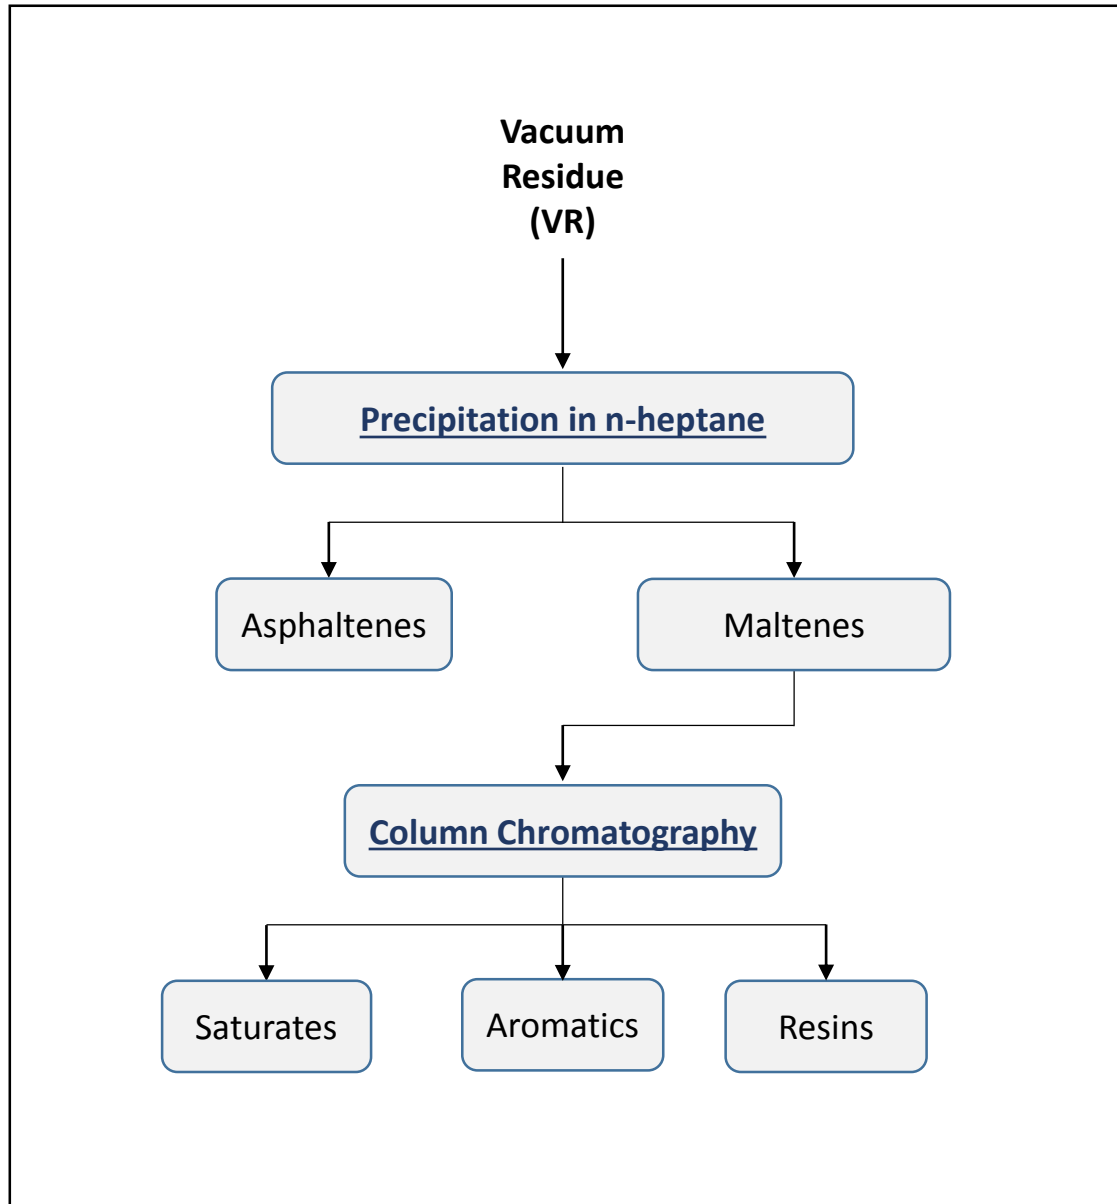 Vacuum
Residue
(VR)
Precipitation in n-heptane
Asphaltenes
Maltenes
Column Chromatography
Saturates
Aromatics
Resins